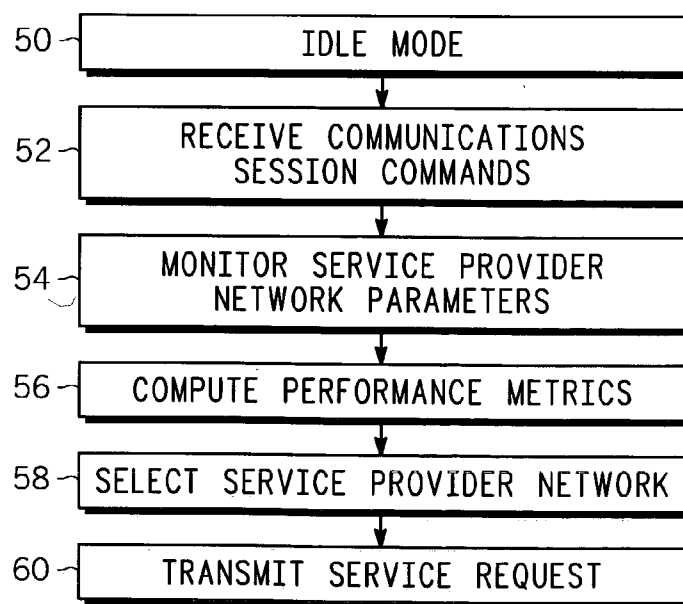 50 IDLE MODE
52 RECEIVE COMMUNICATIONS
SESSION COMMANDS
54 MONITOR SERVICE PROVIDER
NETWORK PARAMETERS
56 COMPUTE PERFORMANCE METRICS
58 SELECT SERVICE PROVIDER NETWORK
60 TRANSMIT SERVICE REQUEST